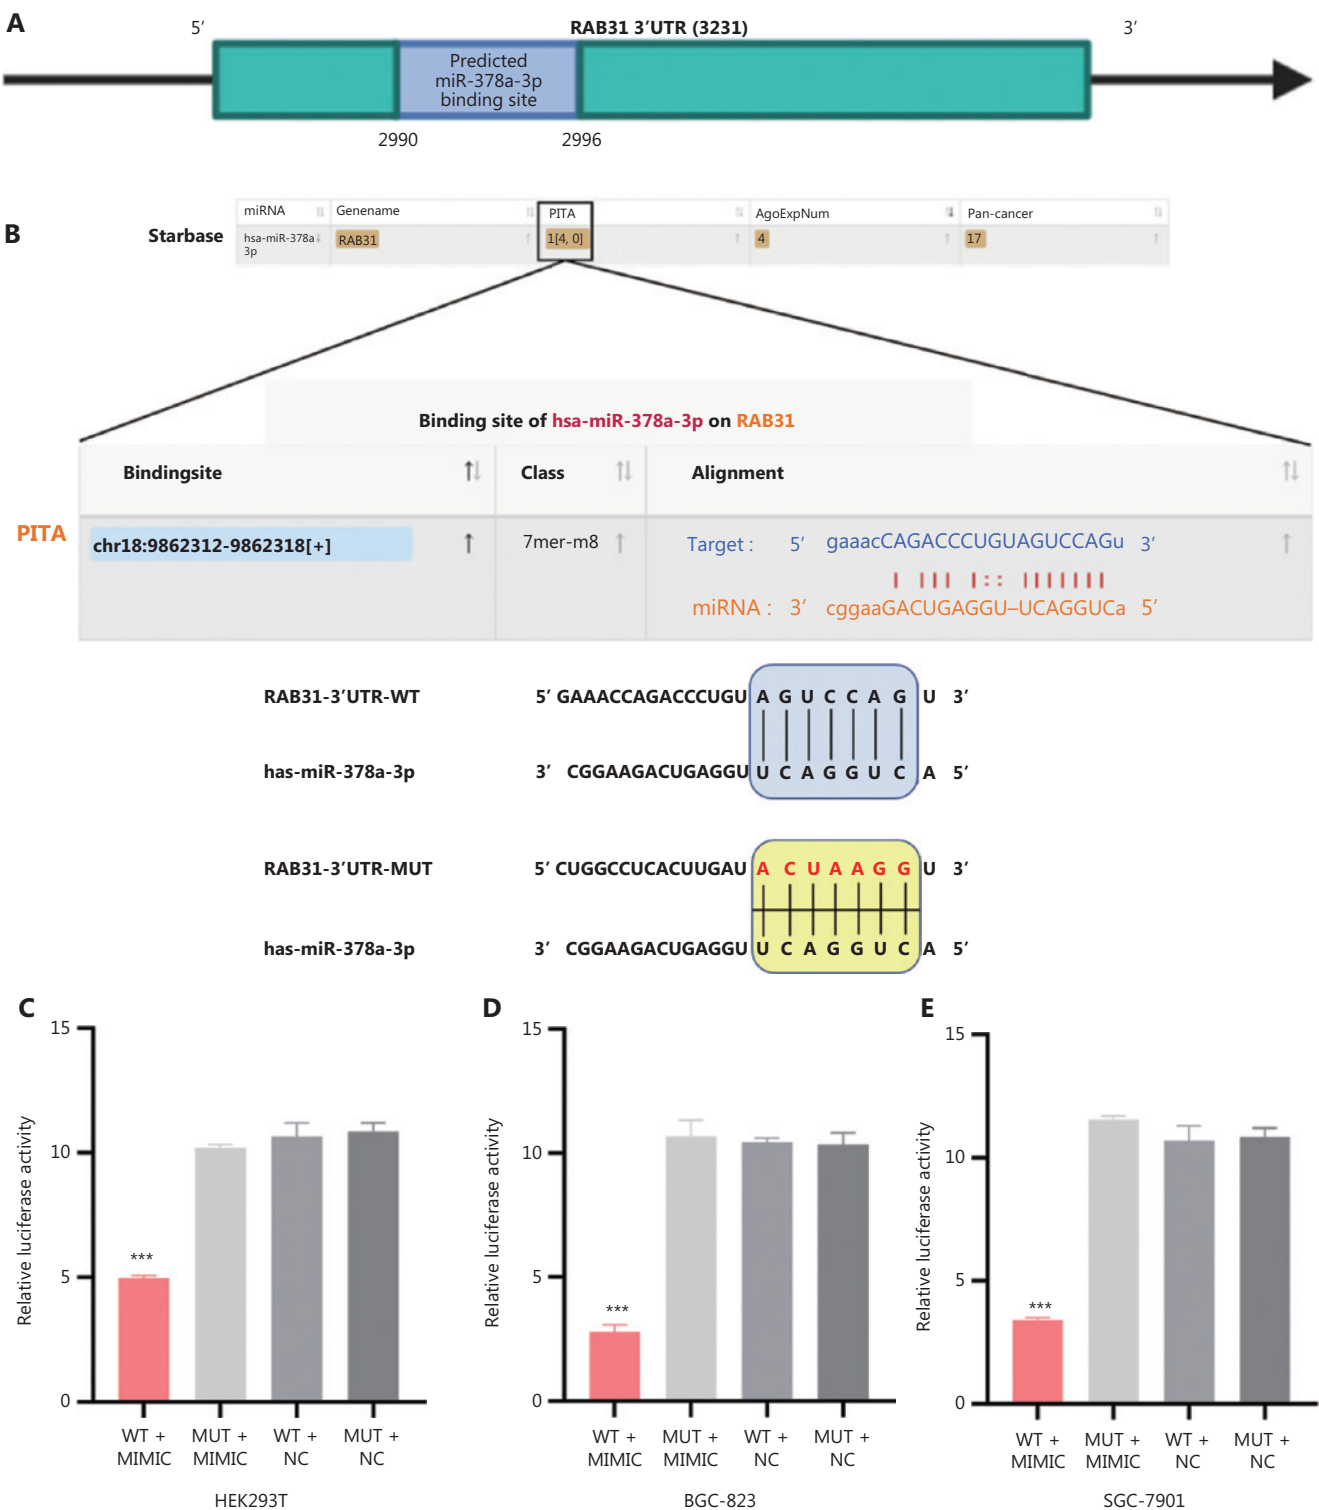 A
5′ RAB31 3′UTR (3231) 3′
Predicted
miR-378a-3p
binding site
2990 2996
B
Starbase
miRNA Genename PITA AgoExpNum Pan-cancer
hsa-miR-378a
3p
RAB31 1[4, 0] 4 17
Binding site of hsa-miR-378a-3p on RAB31
Bindingsite Class Alignment
PITA
chr18:9862312-9862318[+] 7mer-m8 Target : 5′ gaaacCAGACCCUGUAGUCCAGu 3′
miRNA : 3′ cggaaGACUGAGGU–UCAGGUCa 5′
RAB31-3′UTR-WT 5′ GAAACCAGACCCUGU A G U C C A G U 3′
has-miR-378a-3p 3′ CGGAAGACUGAGGU U C A G G U C A 5′
RAB31-3′UTR-MUT 5′ CUGGCCUCACUUGAU A C U A A G G U 3′
has-miR-378a-3p 3′ CGGAAGACUGAGGU U C A G G U C A 5′
C
Relative luciferase activity
15
10
5
0
***
WT + MIMIC
MUT + MIMIC
WT + NC
MUT + NC
HEK293T
D
Relative luciferase activity
15
10
5
0
***
WT + MIMIC
MUT + MIMIC
WT + NC
MUT + NC
BGC-823
E
Relative luciferase activity
15
10
5
0
***
WT + MIMIC
MUT + MIMIC
WT + NC
MUT + NC
SGC-7901